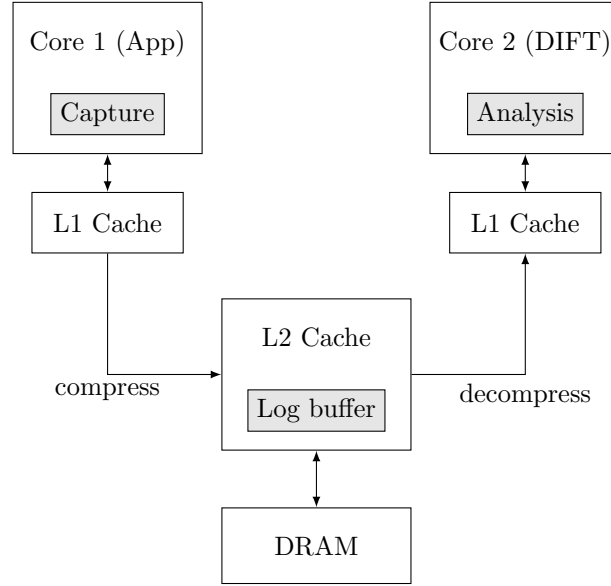 Core 1 (App)
Capture
L1 Cache
Core 2 (DIFT)
Analysis
L1 Cache
compress
L2 Cache
Log buffer
decompress
DRAM